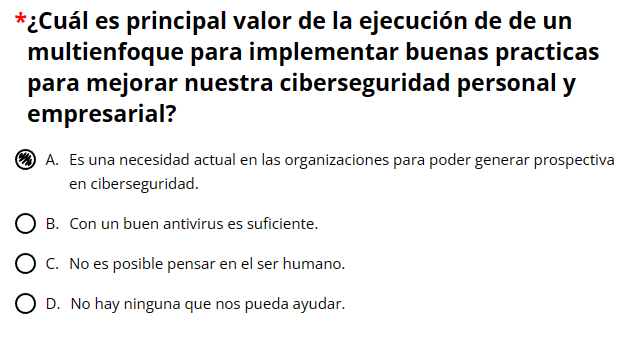 *¿Cuál es principal valor de la ejecución de de un
multienfoque para implementar buenas practicas
para mejorar nuestra ciberseguridad personal y
empresarial?
A. Es una necesidad actual en las organizaciones para poder generar prospectiva
en ciberseguridad.
B. Con un buen antivirus es suficiente.
C. No es posible pensar en el ser humano.
D. No hay ninguna que nos pueda ayudar.